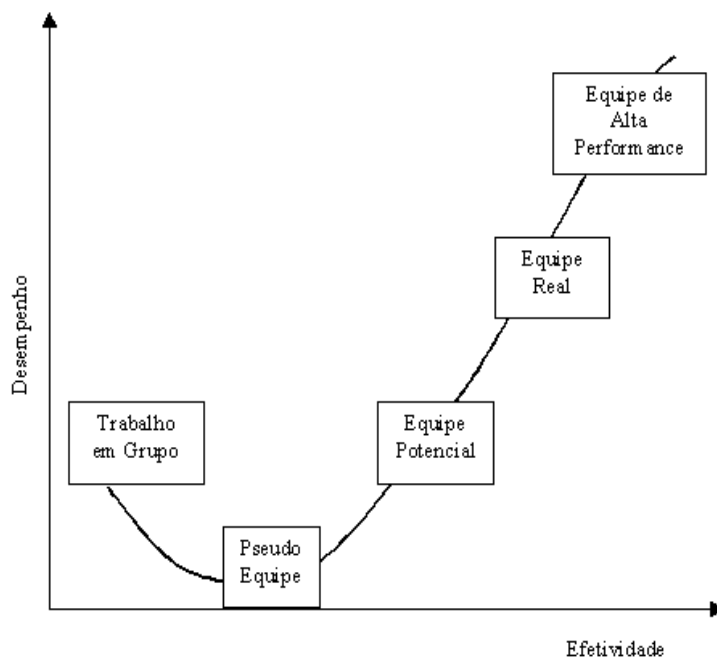 Equipe de
Alta
Performance
Equipe
Real
Desempenho
Trabalho
em Grupo
Equipe
Potencial
Pseudo
Equipe
Efetividade